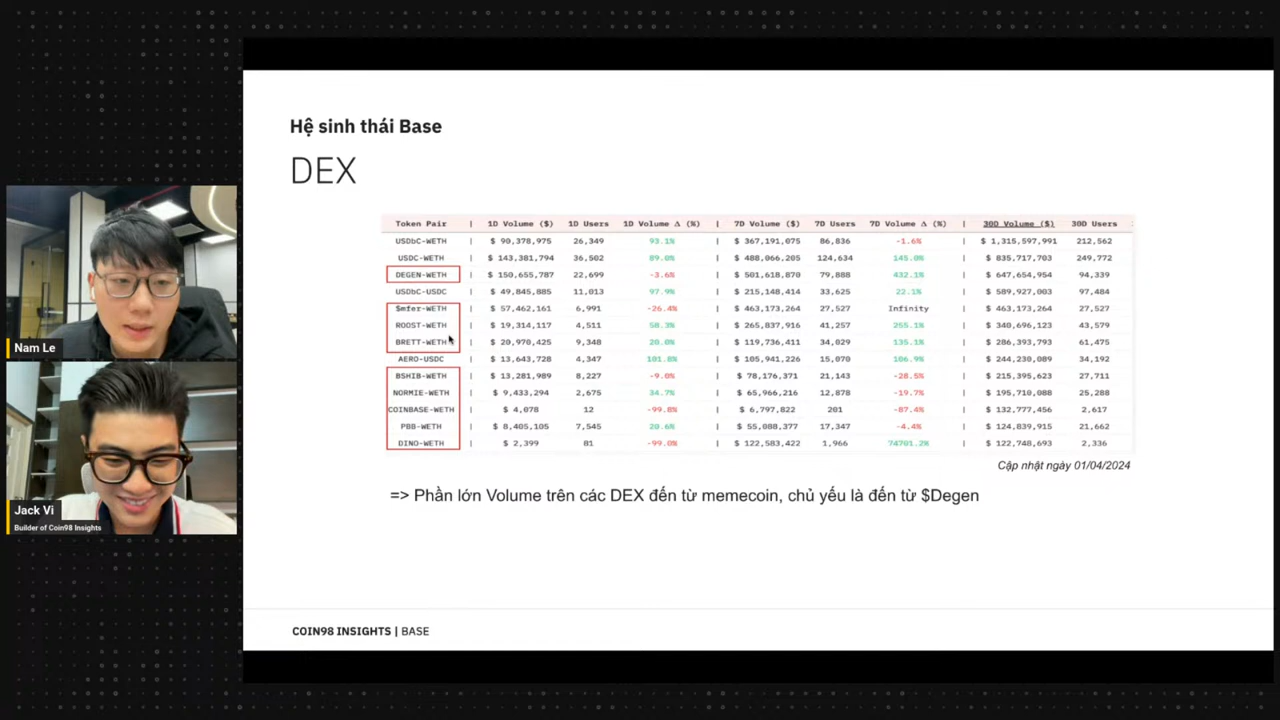 Hệ sinh thái Base
DEX
Token Pair | 1D Volume ($) 1D Users 1D Volume Δ (%) | 7D Volume ($) 7D Users 7D Volume Δ (%) | 30D Volume ($) 30D Users
USDbC-WETH | $ 90,378,975 26,349 93.1% | $ 367,191,075 86,836 -1.6% | $ 1,315,597,991 212,562
USDC-WETH | $ 143,381,794 36,502 89.0% | $ 488,066,205 124,634 145.0% | $ 835,717,703 249,772
DEGEN-WETH | $ 150,655,787 22,699 -3.6% | $ 501,618,870 79,888 432.1% | $ 647,654,954 94,339
USDbC-USDC | $ 49,845,885 11,013 97.9% | $ 215,148,414 33,625 22.1% | $ 589,927,003 97,484
$mfer-WETH | $ 57,462,161 6,991 -26.4% | $ 463,173,264 27,527 Infinity | $ 463,173,264 27,527
ROOST-WETH | $ 19,314,117 4,511 58.3% | $ 265,837,916 41,257 255.1% | $ 340,696,123 43,579
BRETT-WETH | $ 20,970,425 9,348 20.0% | $ 119,736,411 34,029 135.1% | $ 286,393,793 61,475
AERO-USDC | $ 13,643,728 4,347 101.8% | $ 105,941,226 15,070 106.9% | $ 244,230,089 34,192
BSHIB-WETH | $ 13,281,989 8,227 -9.0% | $ 78,176,371 21,143 -28.5% | $ 215,395,623 27,711
NORMIE-WETH | $ 9,433,294 2,675 34.7% | $ 65,966,216 12,878 -19.7% | $ 195,710,088 25,288
COINBASE-WETH | $ 4,078 12 -99.8% | $ 6,797,822 201 -87.4% | $ 132,777,456 2,617
PBB-WETH | $ 8,405,105 7,545 20.6% | $ 55,088,377 17,347 -4.4% | $ 124,839,915 21,662
DINO-WETH | $ 2,399 81 -99.0% | $ 122,583,422 1,966 74701.2% | $ 122,748,693 2,336
Cập nhật ngày 01/04/2024
=> Phần lớn Volume trên các DEX đến từ memecoin, chủ yếu là đến từ $Degen
Nam Le
Jack Vi
Builder of Coin98 Insights
COIN98 INSIGHTS | BASE